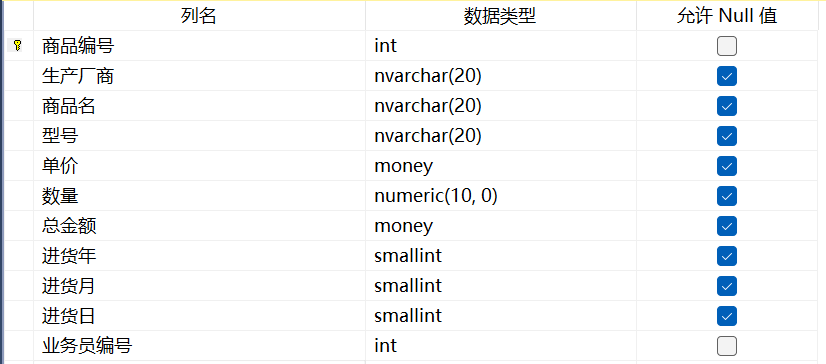 列名 数据类型 允许 Null 值
商品编号 int
生产厂商 nvarchar(20)
商品名 nvarchar(20)
型号 nvarchar(20)
单价 money
数量 numeric(10, 0)
总金额 money
进货年 smallint
进货月 smallint
进货日 smallint
业务员编号 int